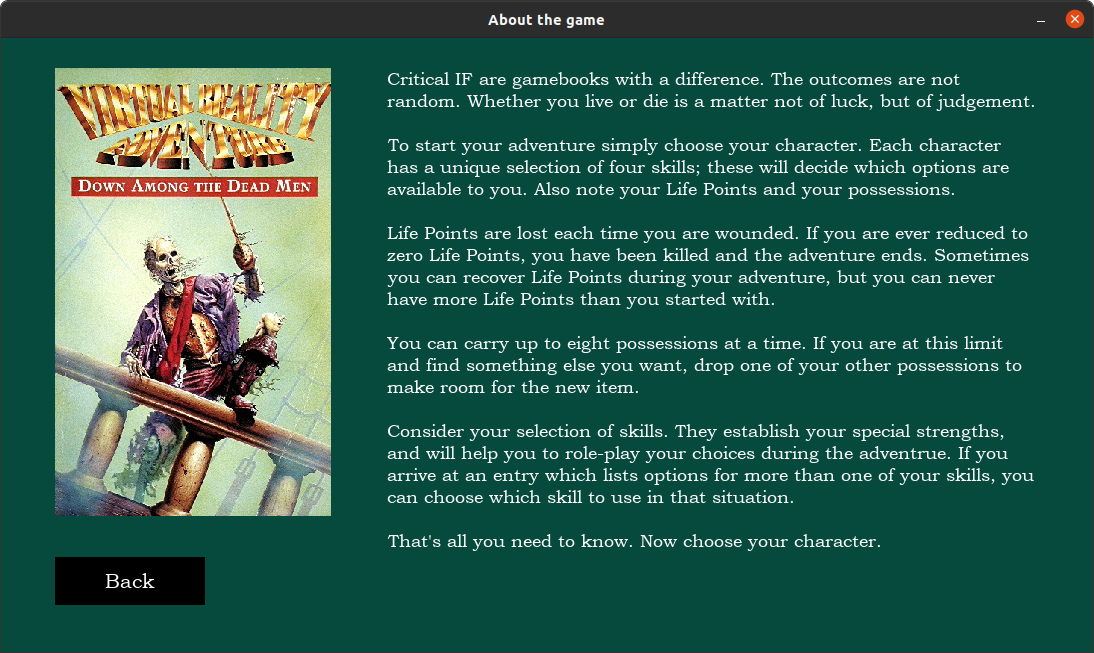 About the game
VIRTUAL REALITY
ADVENTURE
DOWN AMONG THE DEAD MEN
Critical IF are gamebooks with a difference. The outcomes are not
random. Whether you live or die is a matter not of luck, but of judgement.
To start your adventure simply choose your character. Each character
has a unique selection of four skills; these will decide which options are
available to you. Also note your Life Points and your possessions.
Life Points are lost each time you are wounded. If you are ever reduced to
zero Life Points, you have been killed and the adventure ends. Sometimes
you can recover Life Points during your adventure, but you can never
have more Life Points than you started with.
You can carry up to eight possessions at a time. If you are at this limit
and find something else you want, drop one of your other possessions to
make room for the new item.
Consider your selection of skills. They establish your special strengths,
and will help you to role-play your choices during the adventrue. If you
arrive at an entry which lists options for more than one of your skills, you
can choose which skill to use in that situation.
That's all you need to know. Now choose your character.
Back